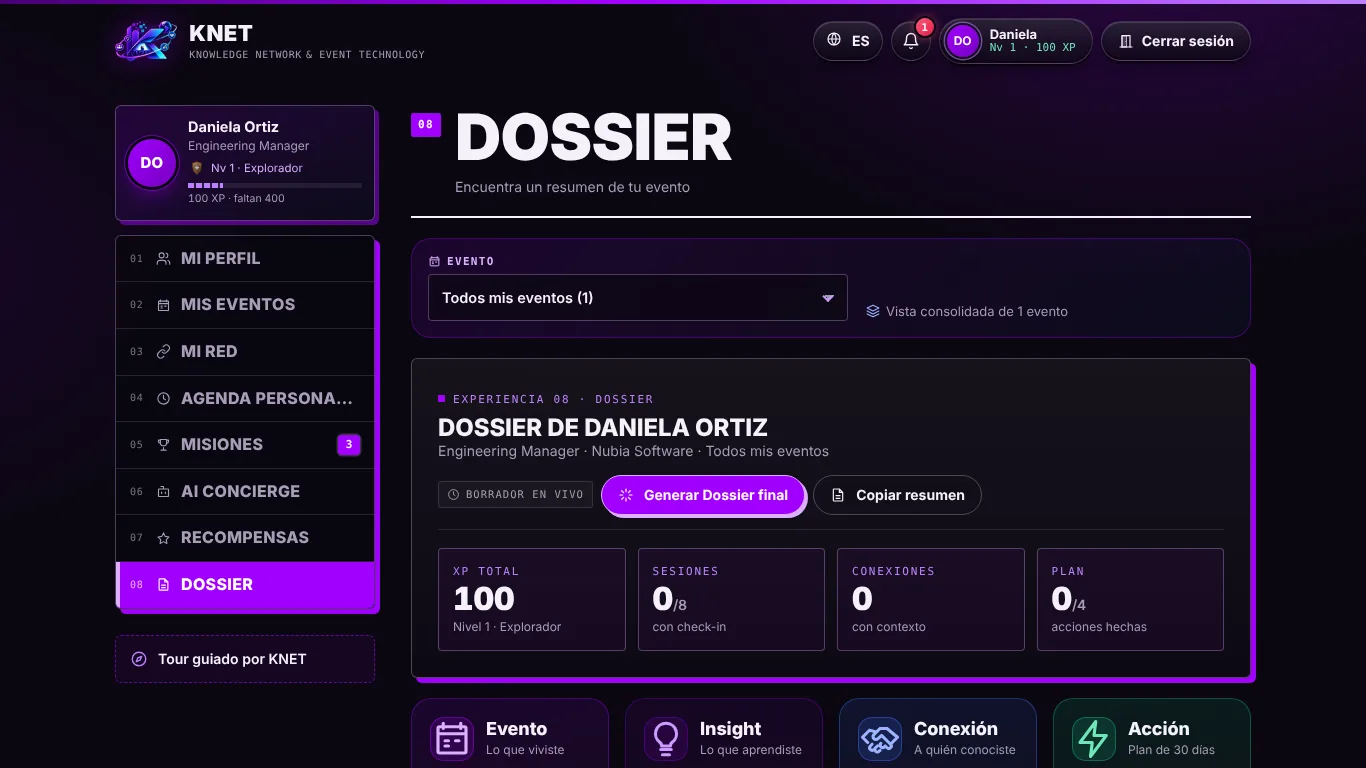 KNET
KNOWLEDGE NETWORK & EVENT TECHNOLOGY
ES
1
DO
Daniela
Nv 1 · 100 XP
Cerrar sesión
DO
Daniela Ortiz
Engineering Manager
Nv 1 · Explorador
100 XP · faltan 400
01 MI PERFIL
02 MIS EVENTOS
03 MI RED
04 AGENDA PERSONA...
05 MISIONES 3
06 AI CONCIERGE
07 RECOMPENSAS
08 DOSSIER
Tour guiado por KNET
08 DOSSIER
Encuentra un resumen de tu evento
EVENTO
Todos mis eventos (1)
Vista consolidada de 1 evento
EXPERIENCIA 08 · DOSSIER
DOSSIER DE DANIELA ORTIZ
Engineering Manager · Nubia Software · Todos mis eventos
BORRADOR EN VIVO
Generar Dossier final
Copiar resumen
XP TOTAL
100
Nivel 1 · Explorador
SESIONES
0/8
con check-in
CONEXIONES
0
con contexto
PLAN
0/4
acciones hechas
Evento
Lo que viviste
Insight
Lo que aprendiste
Conexión
A quién conociste
Acción
Plan de 30 días